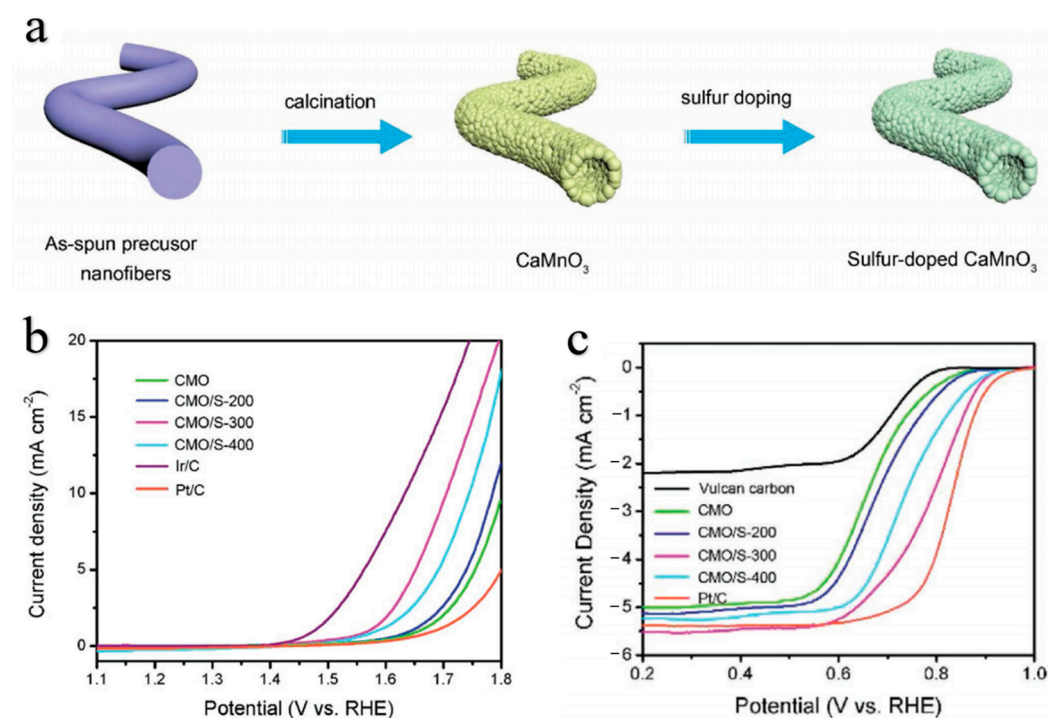 a
calcination
sulfur doping
As-spun precusor
nanofibers
CaMnO₃
Sulfur-doped CaMnO₃
b
20
15
10
5
0
Current density (mA cm⁻²)
CMO
CMO/S-200
CMO/S-300
CMO/S-400
Ir/C
Pt/C
1.1 1.2 1.3 1.4 1.5 1.6 1.7 1.8
Potential (V vs. RHE)
c
0
−1
−2
−3
−4
−5
−6
Current Density (mA cm⁻²)
Vulcan carbon
CMO
CMO/S-200
CMO/S-300
CMO/S-400
Pt/C
0.2 0.4 0.6 0.8 1.0
Potential (V vs. RHE)